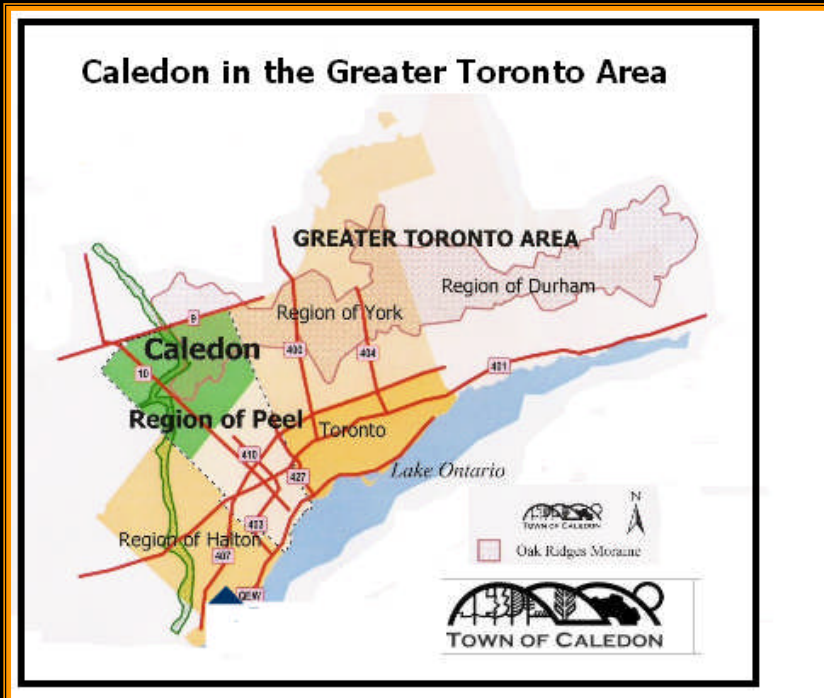 Caledon in the Greater Toronto Area
GREATER TORONTO AREA
Region of Durham
Region of York
9
Caledon
400
404
401
10
Region of Peel
Toronto
410
427
Lake Ontario
403
Region of Halton
407
QEW
N
TOWN OF CALEDON
Oak Ridges Moraine
TOWN OF CALEDON